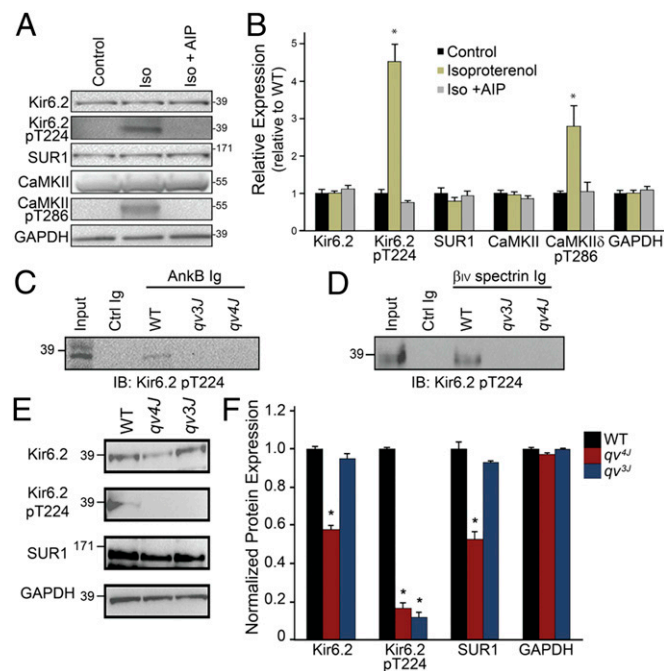 A
Control
Iso
Iso + AIP
Kir6.2
39
Kir6.2
pT224
39
SUR1
171
CaMKII
55
CaMKII
pT286
55
GAPDH
39
B
Relative Expression
(relative to WT)
5
4
3
2
1
0
*
*
Control
Isoproterenol
Iso +AIP
Kir6.2
Kir6.2
pT224
SUR1
CaMKII
CaMKIIδ
pT286
GAPDH
C
AnkB Ig
Input
Ctrl Ig
WT
qv3J
qv4J
39
IB: Kir6.2 pT224
D
βIV spectrin Ig
Input
Ctrl Ig
WT
qv3J
qv4J
39
IB: Kir6.2 pT224
E
WT
qv4J
qv3J
Kir6.2
39
Kir6.2
pT224
39
SUR1
171
GAPDH
39
F
Normalized Protein Expression
1.2
1.0
0.8
0.6
0.4
0.2
0
*
*
*
*
WT
qv4J
qv3J
Kir6.2
Kir6.2
pT224
SUR1
GAPDH